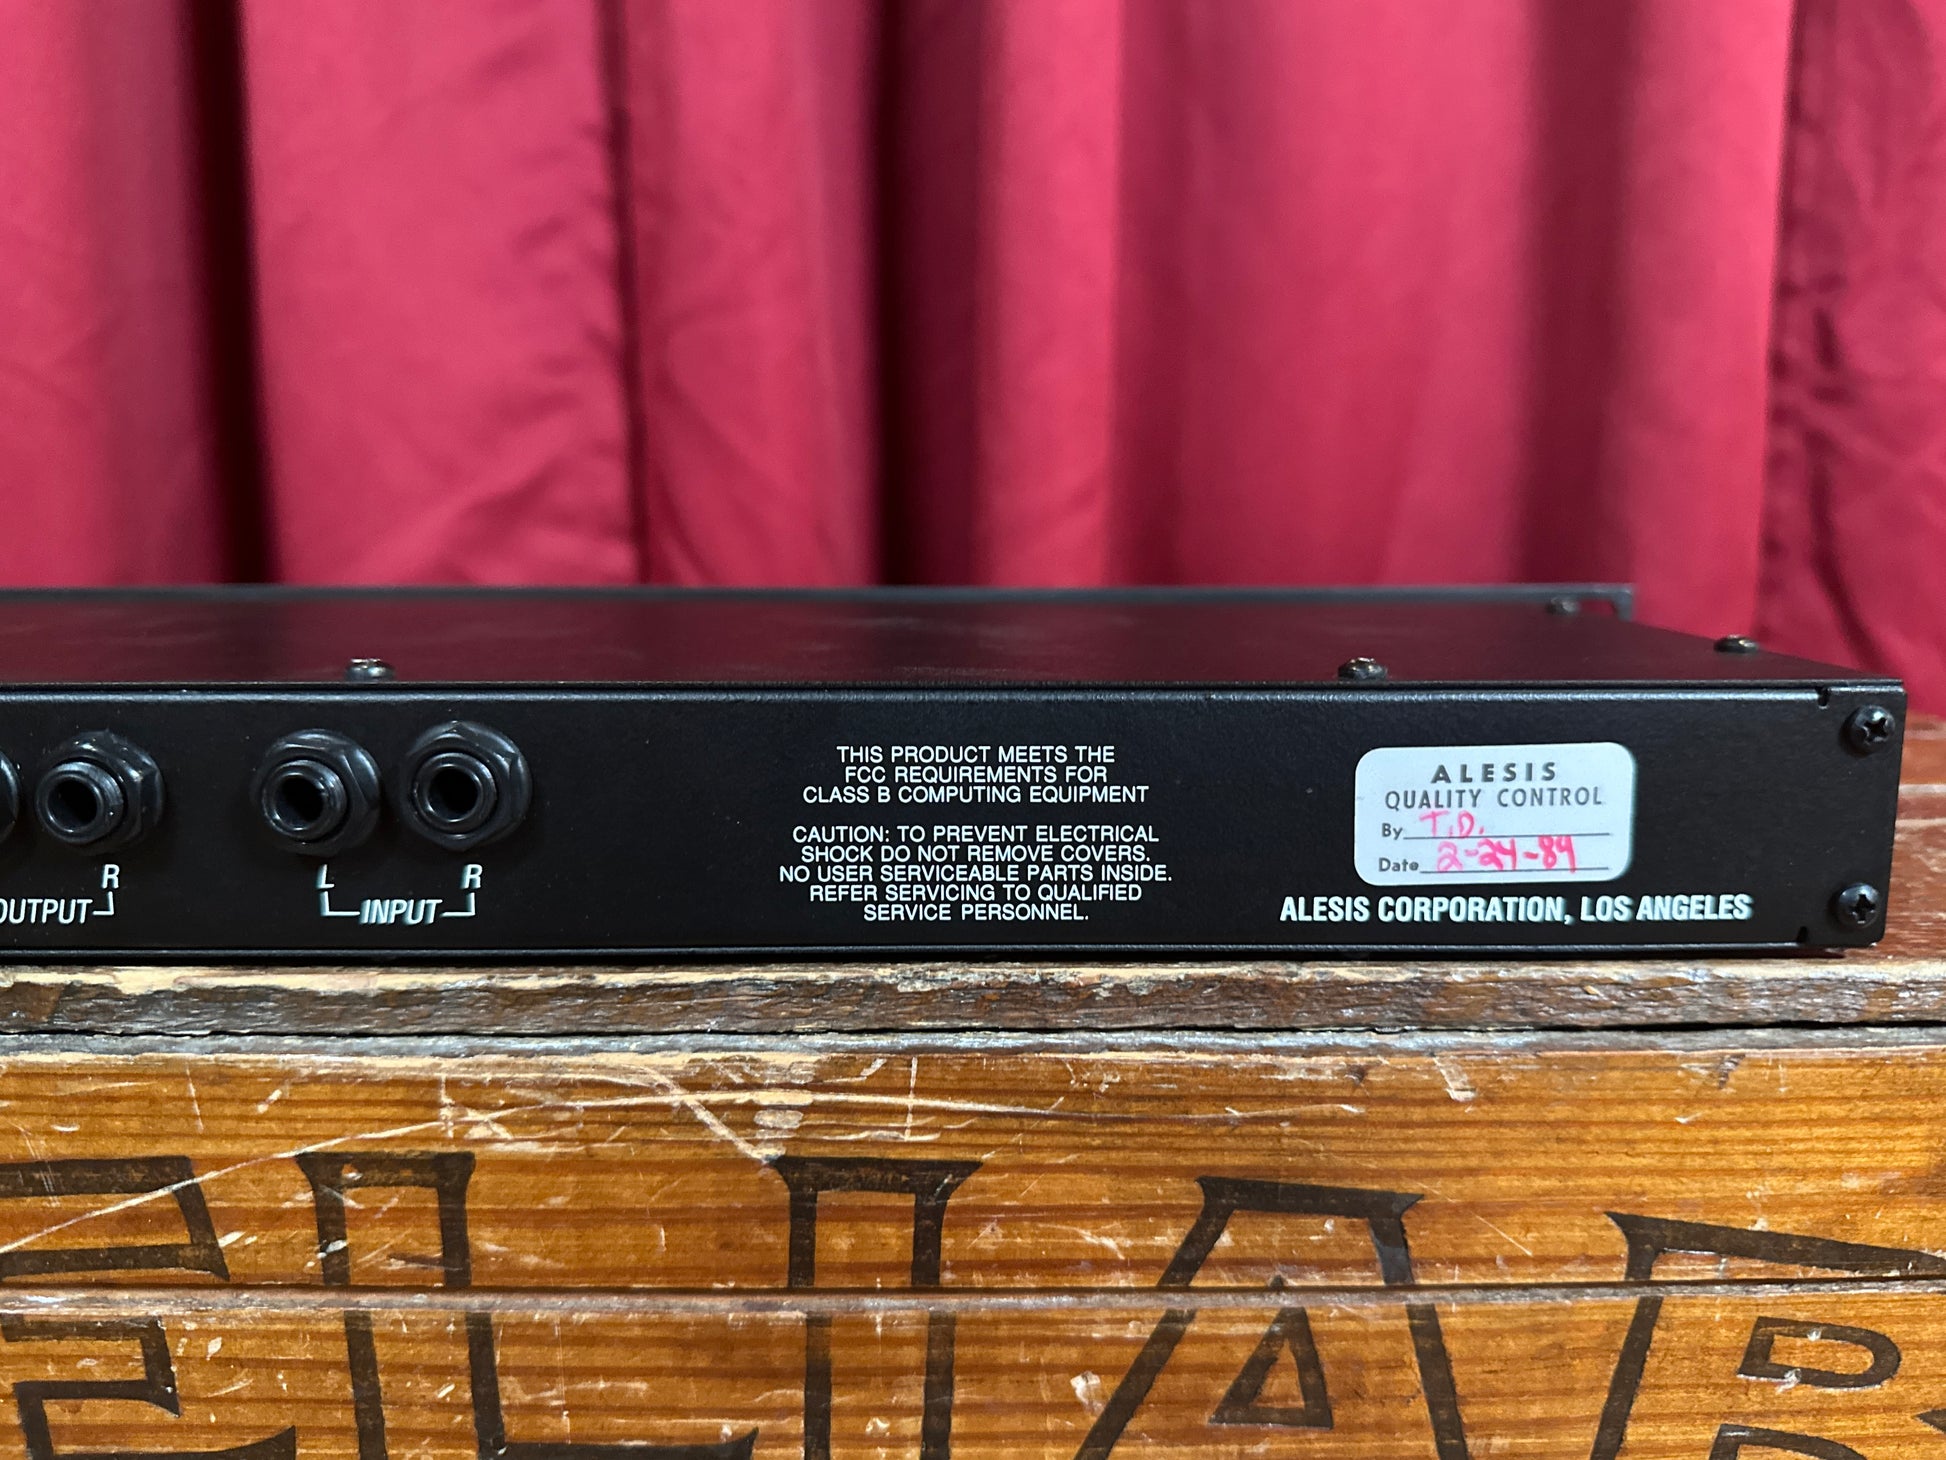 OUTPUT R
L INPUT R
THIS PRODUCT MEETS THE
FCC REQUIREMENTS FOR
CLASS B COMPUTING EQUIPMENT
CAUTION: TO PREVENT ELECTRICAL
SHOCK DO NOT REMOVE COVERS.
NO USER SERVICEABLE PARTS INSIDE.
REFER SERVICING TO QUALIFIED
SERVICE PERSONNEL.
ALESIS
QUALITY CONTROL
By T.D.
Date 2-24-89
ALESIS CORPORATION, LOS ANGELES